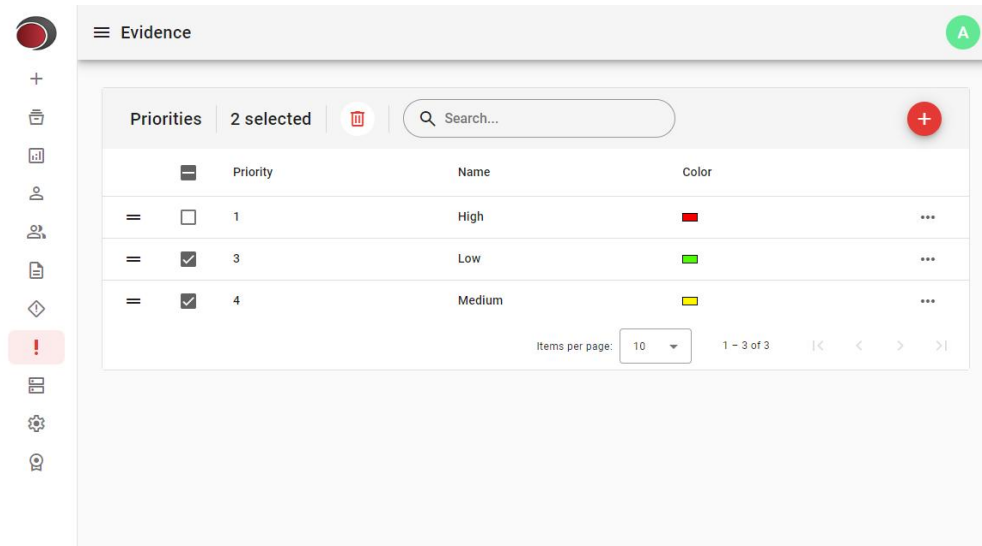 Evidence
A
Priorities 2 selected Search...
Priority Name Color
1 High
3 Low
4 Medium
Items per page: 10 1 – 3 of 3